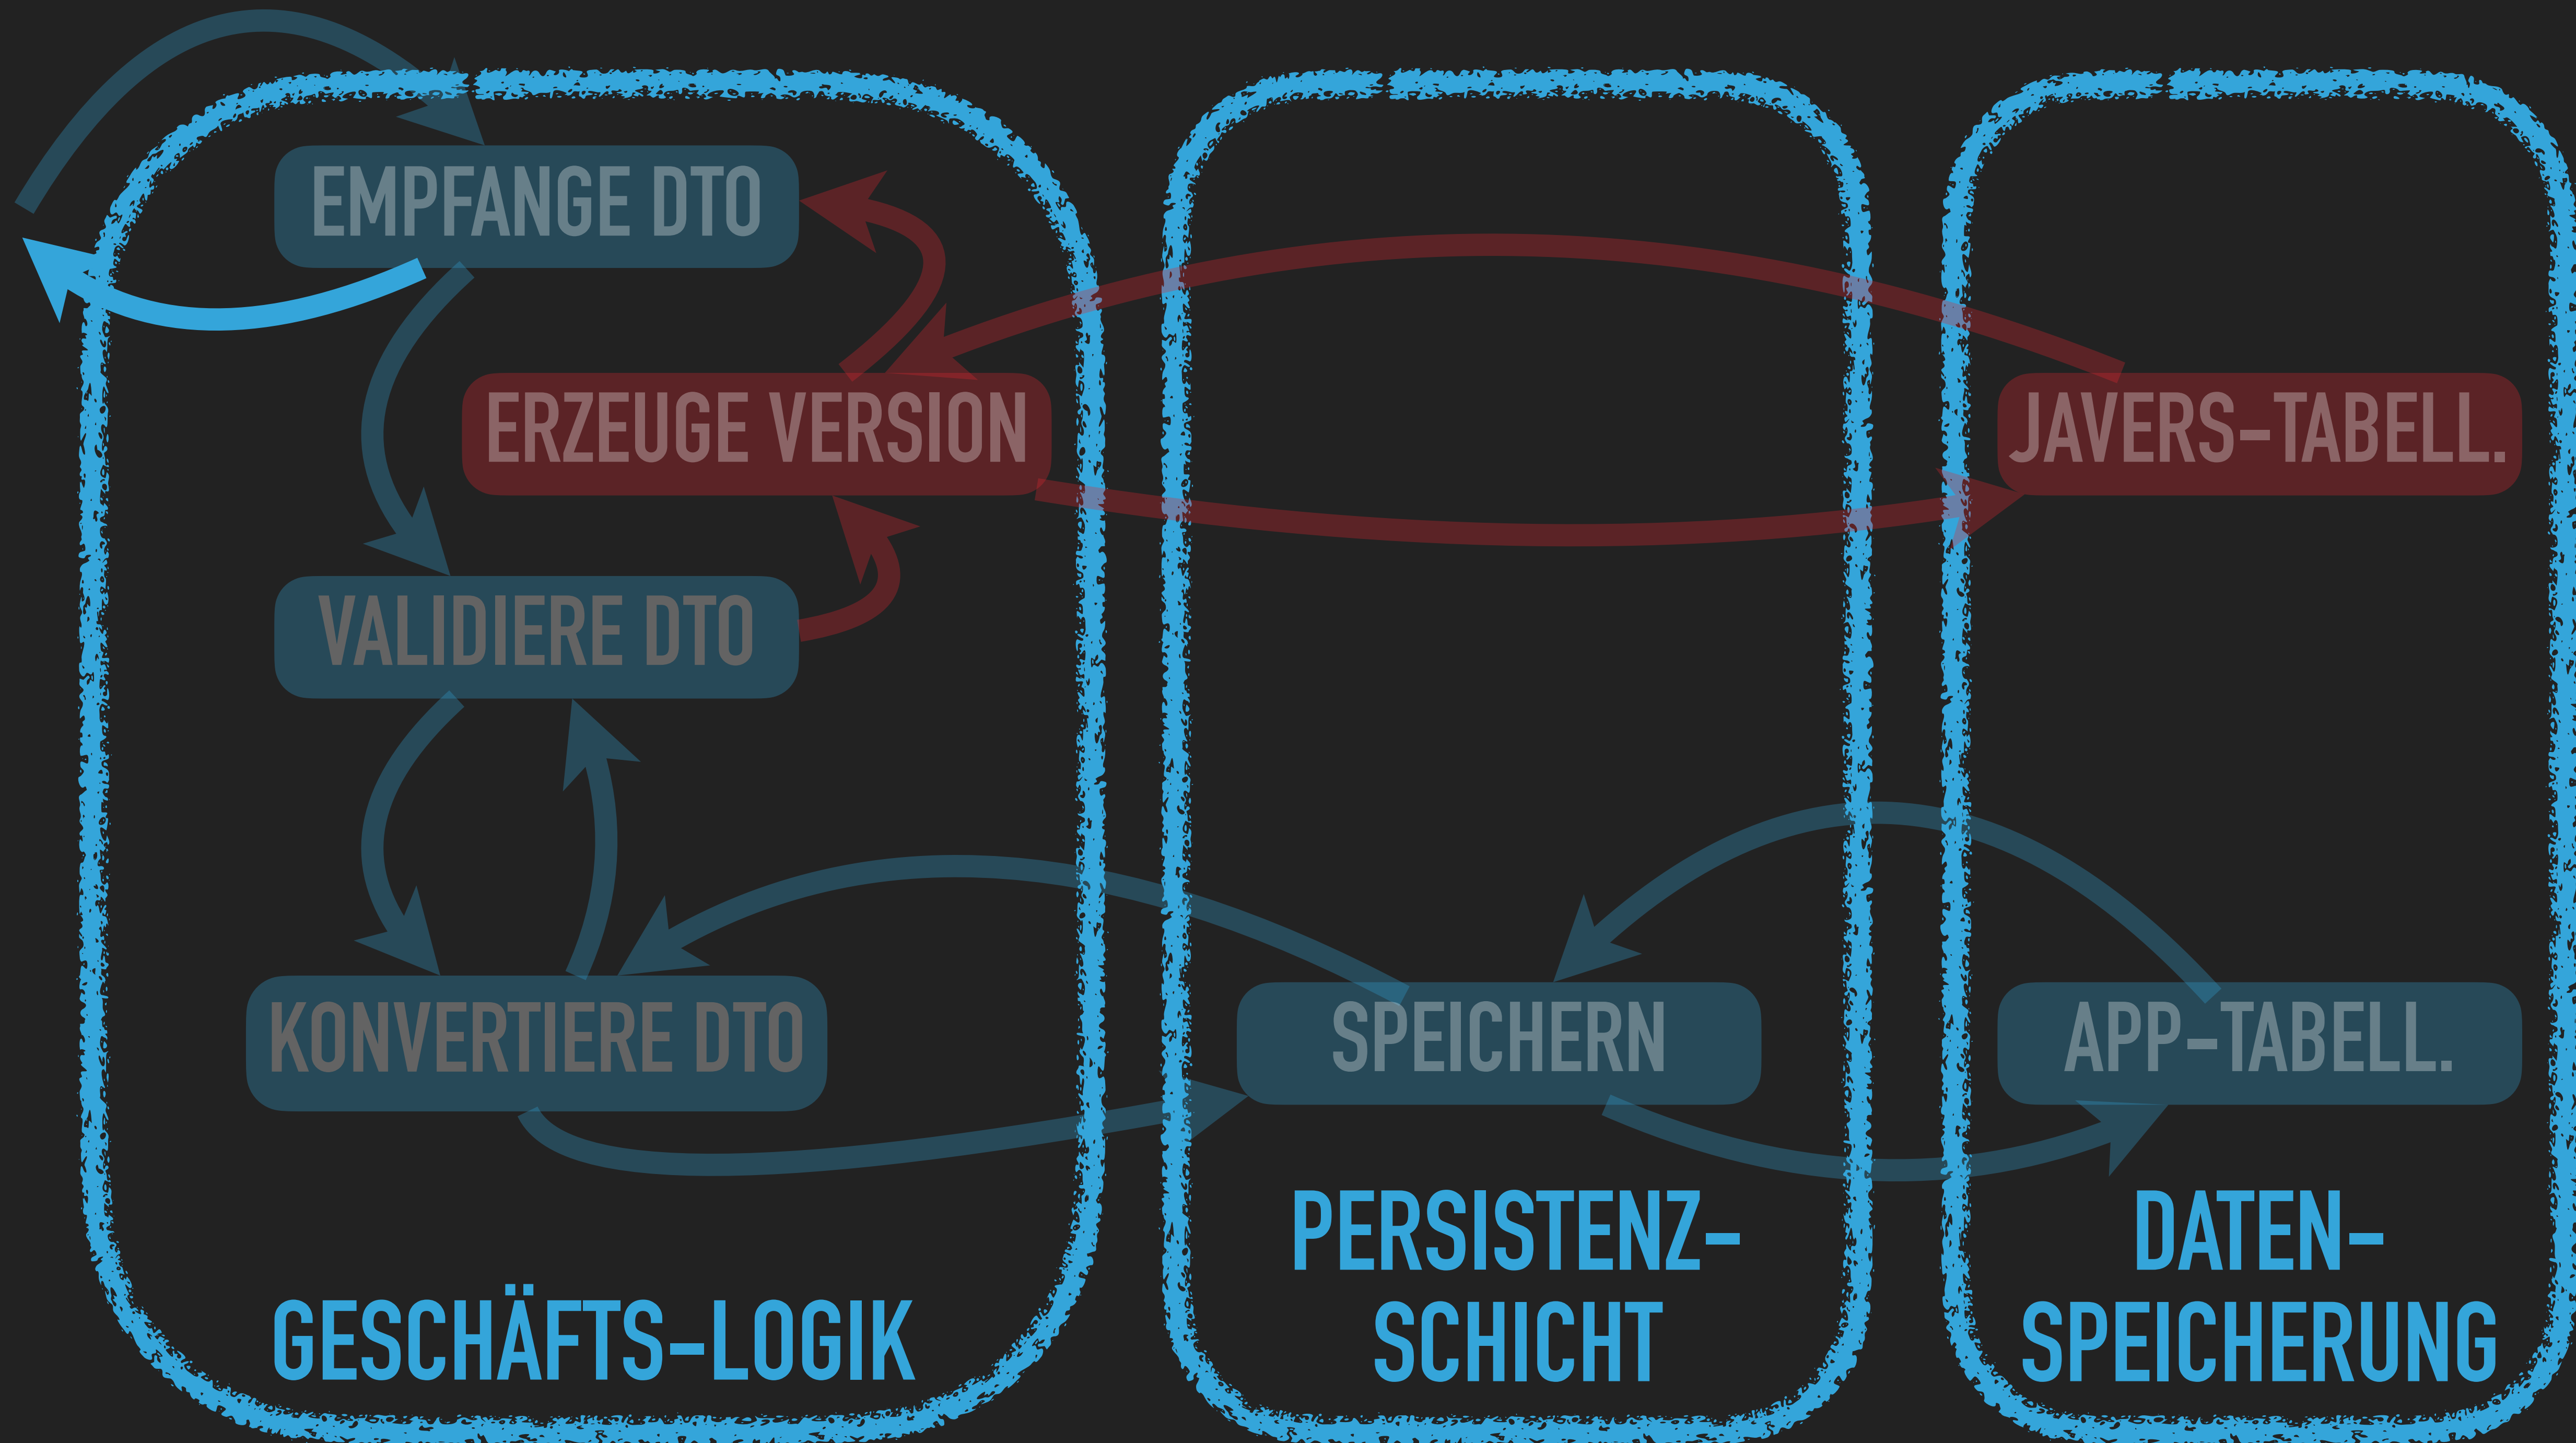 EMPFANGE DTO
ERZEUGE VERSION
JAVERS-TABELL.
VALIDIERE DTO
KONVERTIERE DTO
SPEICHERN
APP-TABELL.
GESCHÄFTS-LOGIK
PERSISTENZ-
SCHICHT
DATEN-
SPEICHERUNG